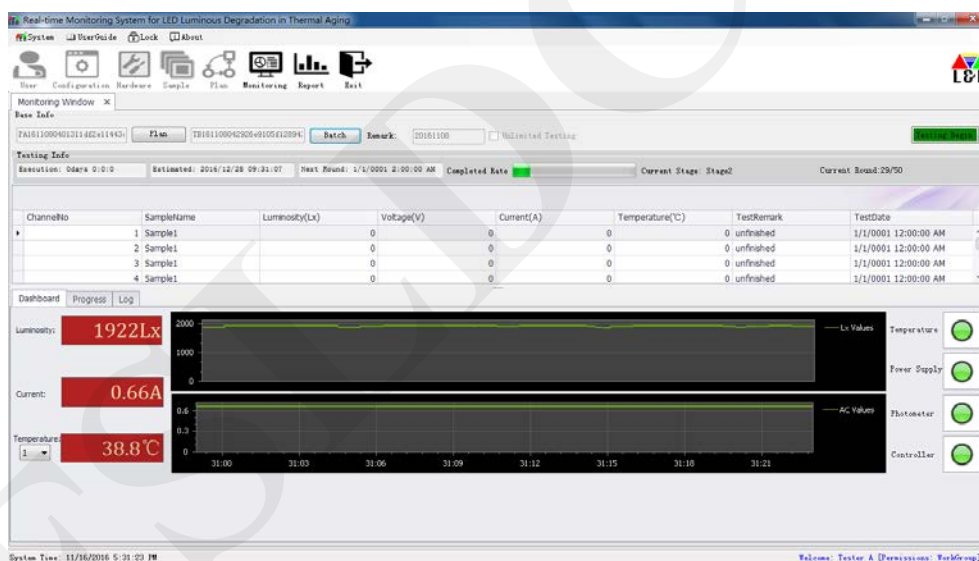 Real-time Monitoring System for LED Luminous Degradation in Thermal Aging
System UserGuide Lock About
User Configuration Hardware Sample Plan Monitoring Report Exit
Monitoring Window ×
Base Info
Plan Batch Remark: 20161108 Unlimited Testing Testing Begin
Testing Info
Execution: 0days 0:0:0 Estimated: 2016/12/28 09:31:07 Next Round: 1/1/0001 2:00:00 AM Completed Rate Current Stage: Stage2 Current Round:29/50
ChannelNo SampleName Luminosity(Lx) Voltage(V) Current(A) Temperature(℃) TestRemark TestDate
1 Sample1 0 0 0 0 unfinished 1/1/0001 12:00:00 AM
2 Sample1 0 0 0 0 unfinished 1/1/0001 12:00:00 AM
3 Sample1 0 0 0 0 unfinished 1/1/0001 12:00:00 AM
4 Sample1 0 0 0 0 unfinished 1/1/0001 12:00:00 AM
Dashboard Progress Log
Luminosity: 1922Lx
2000
1000
0
Lx Values
Temperature
Power Supply
Current: 0.66A
0.6
0.3
0
AC Values
Photometer
Temperature:
1
38.8℃
31:00 31:03 31:06 31:09 31:12 31:15 31:18 31:21
Controller
System Time: 11/16/2016 5:31:23 PM
Welcome: Tester A [Permissions: WorkGroup]